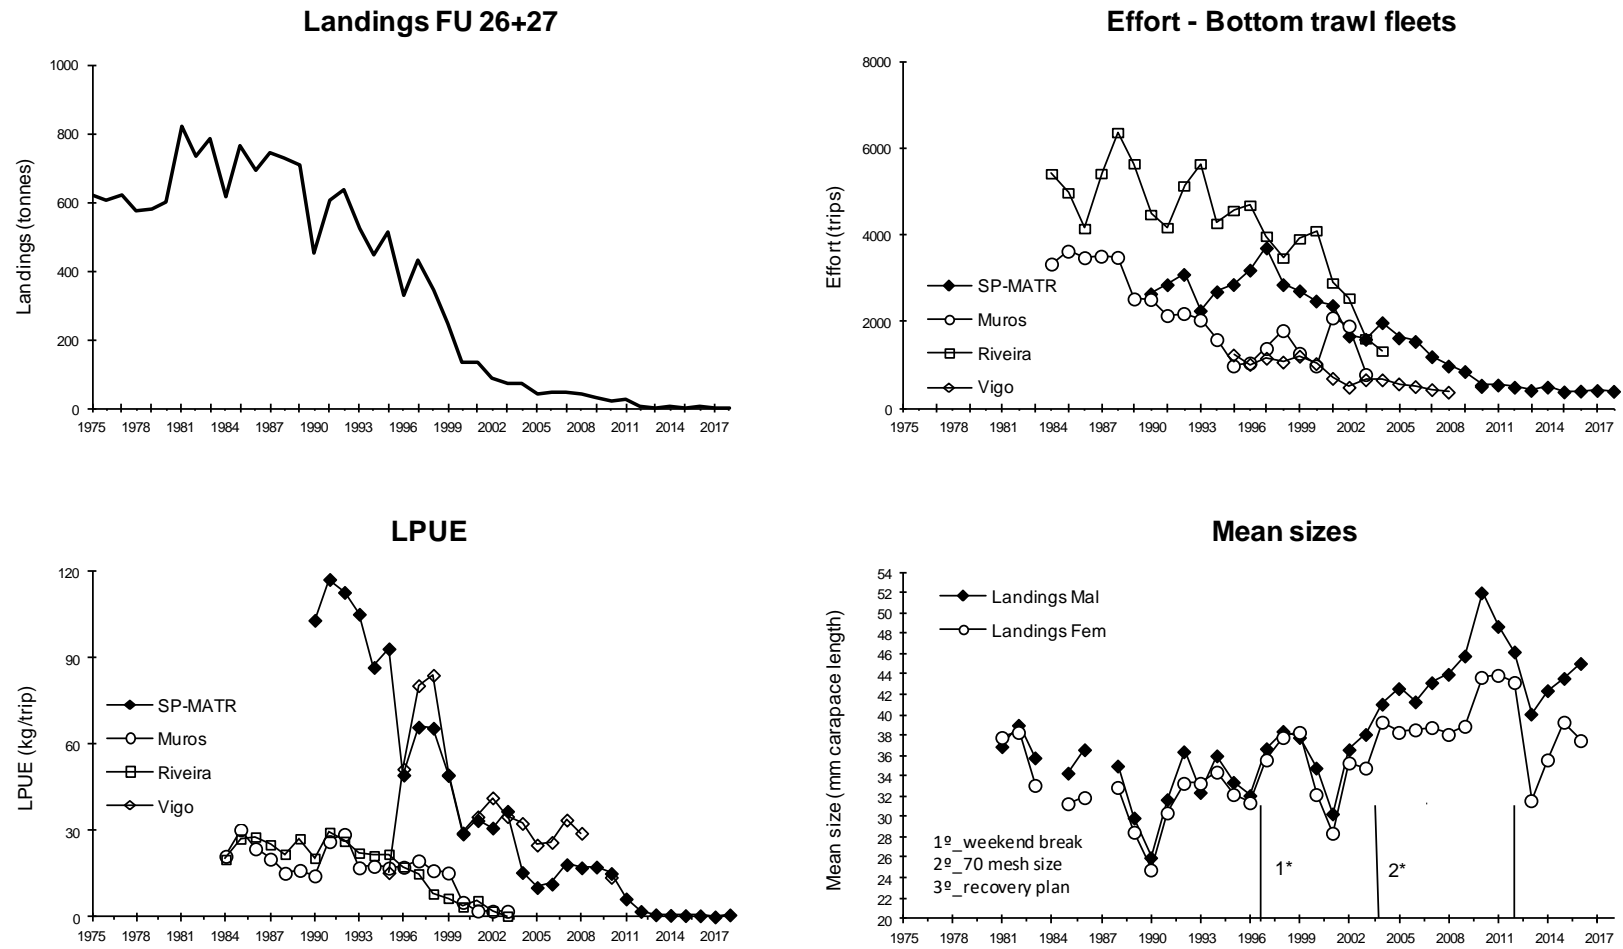 Landings FU 26+27
Landings (tonnes)
1000
800
600
400
200
0
1975 1978 1981 1984 1987 1990 1993 1996 1999 2002 2005 2008 2011 2014 2017
Effort - Bottom trawl fleets
Effort (trips)
8000
6000
4000
2000
0
SP-MATR
Muros
Riveira
Vigo
1975 1978 1981 1984 1987 1990 1993 1996 1999 2002 2005 2008 2011 2014 2017
LPUE
LPUE (kg/trip)
120
90
60
30
0
SP-MATR
Muros
Riveira
Vigo
1975 1978 1981 1984 1987 1990 1993 1996 1999 2002 2005 2008 2011 2014 2017
Mean sizes
Mean size (mm carapace length)
54
52
50
48
46
44
42
40
38
36
34
32
30
28
26
24
22
20
Landings Mal
Landings Fem
1º_weekend break
2º_70 mesh size
3º_recovery plan
1*
2*
1975 1978 1981 1984 1987 1990 1993 1996 1999 2002 2005 2008 2011 2014 2017